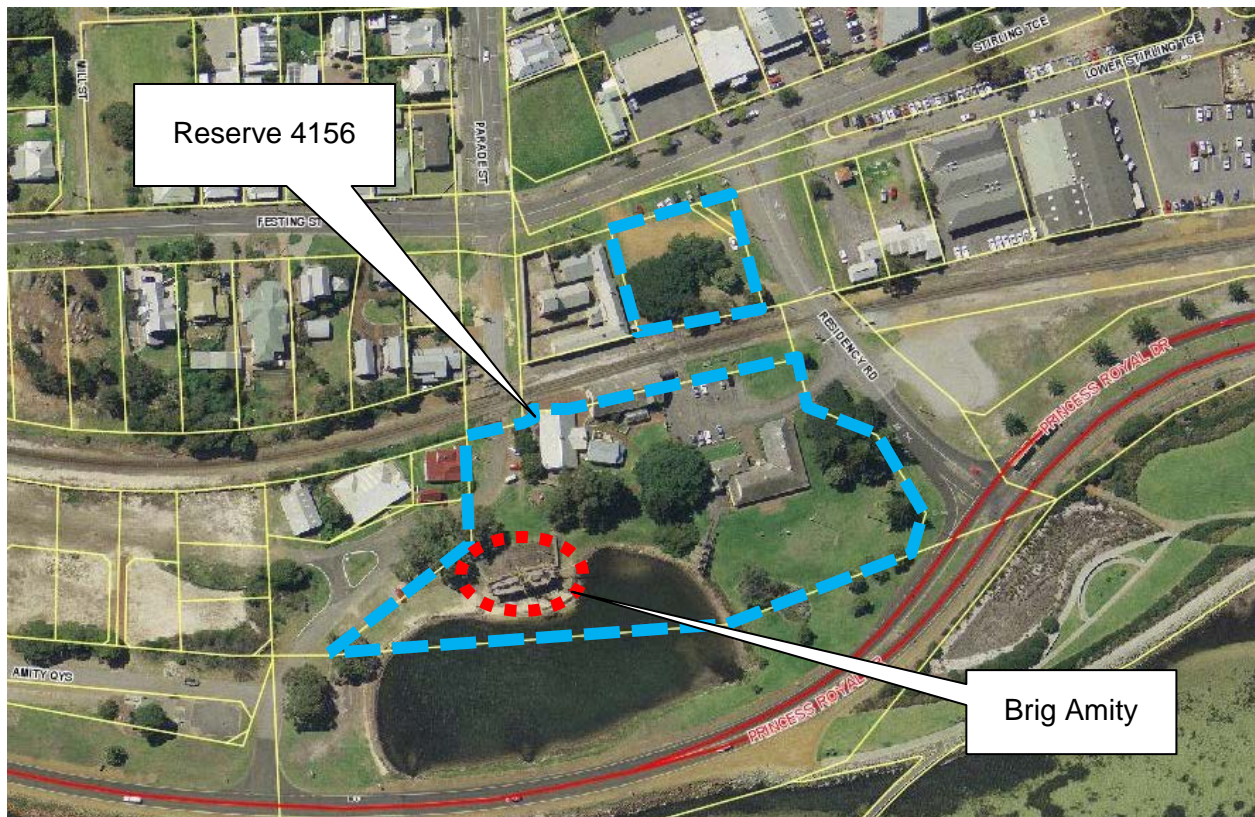 MILL ST
Reserve 4156
PARADE ST
STIRLING TCE
LOWER STIRLING TCE
FESTING ST
RESIDENCY RD
PRINCESS ROYAL DR
AMITY QYS
PRINCESS ROYAL DR
Brig Amity